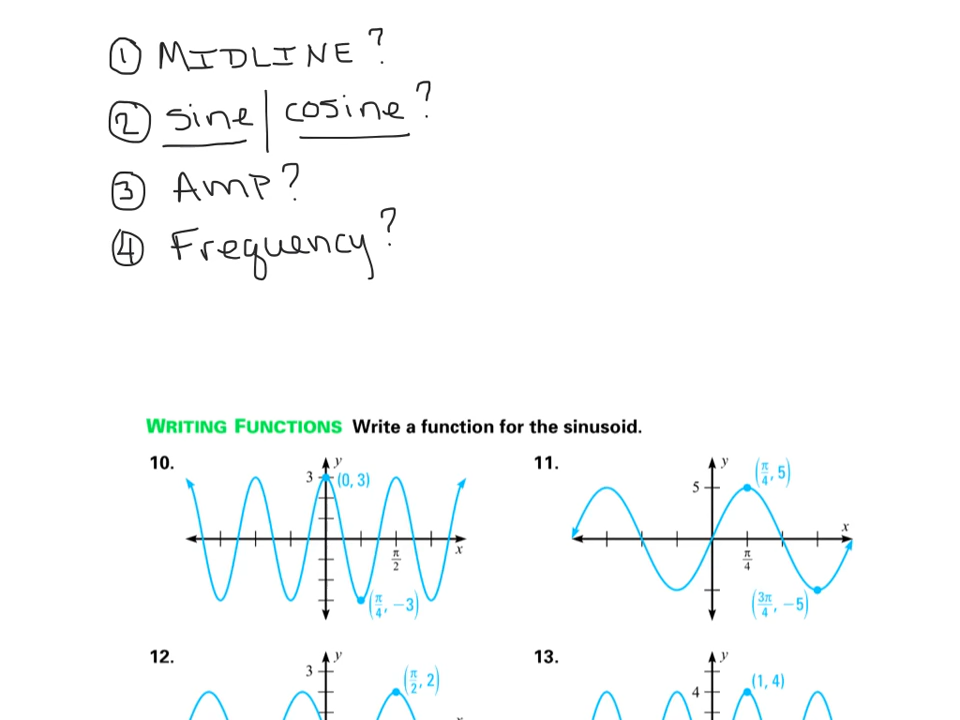 ① MIDLINE?
② sine | cosine?
③ Amp?
④ Frequency?
WRITING FUNCTIONS Write a function for the sinusoid.
10.
y
3
(0, 3)
π/2
x
(π/4, −3)
11.
y
(π/4, 5)
5
x
π/4
(3π/4, −5)
12.
y
3
(π/2, 2)
13.
y
(1, 4)
4